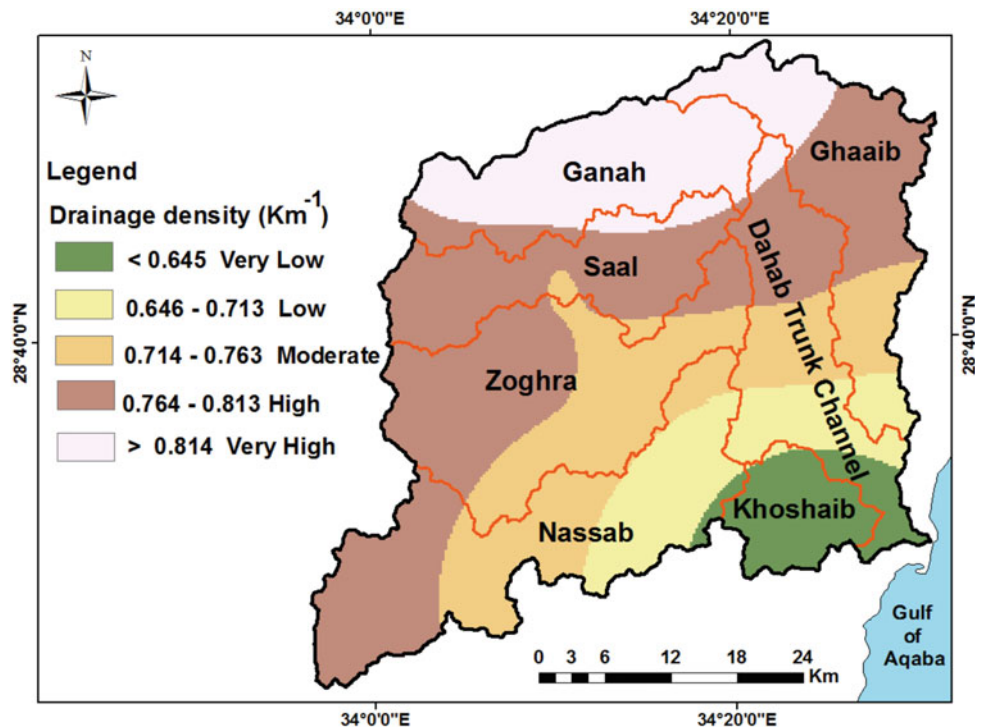 34°0'0"E 34°20'0"E
N
Legend
Drainage density (Km-1)
< 0.645 Very Low
0.646 - 0.713 Low
0.714 - 0.763 Moderate
0.764 - 0.813 High
> 0.814 Very High
Ganah
Ghaaib
Saal
Dahab Trunk Channel
Zoghra
Nassab
Khoshaib
28°40'0"N
28°40'0"N
Gulf
of
Aqaba
0 3 6 12 18 24
Km
34°0'0"E 34°20'0"E